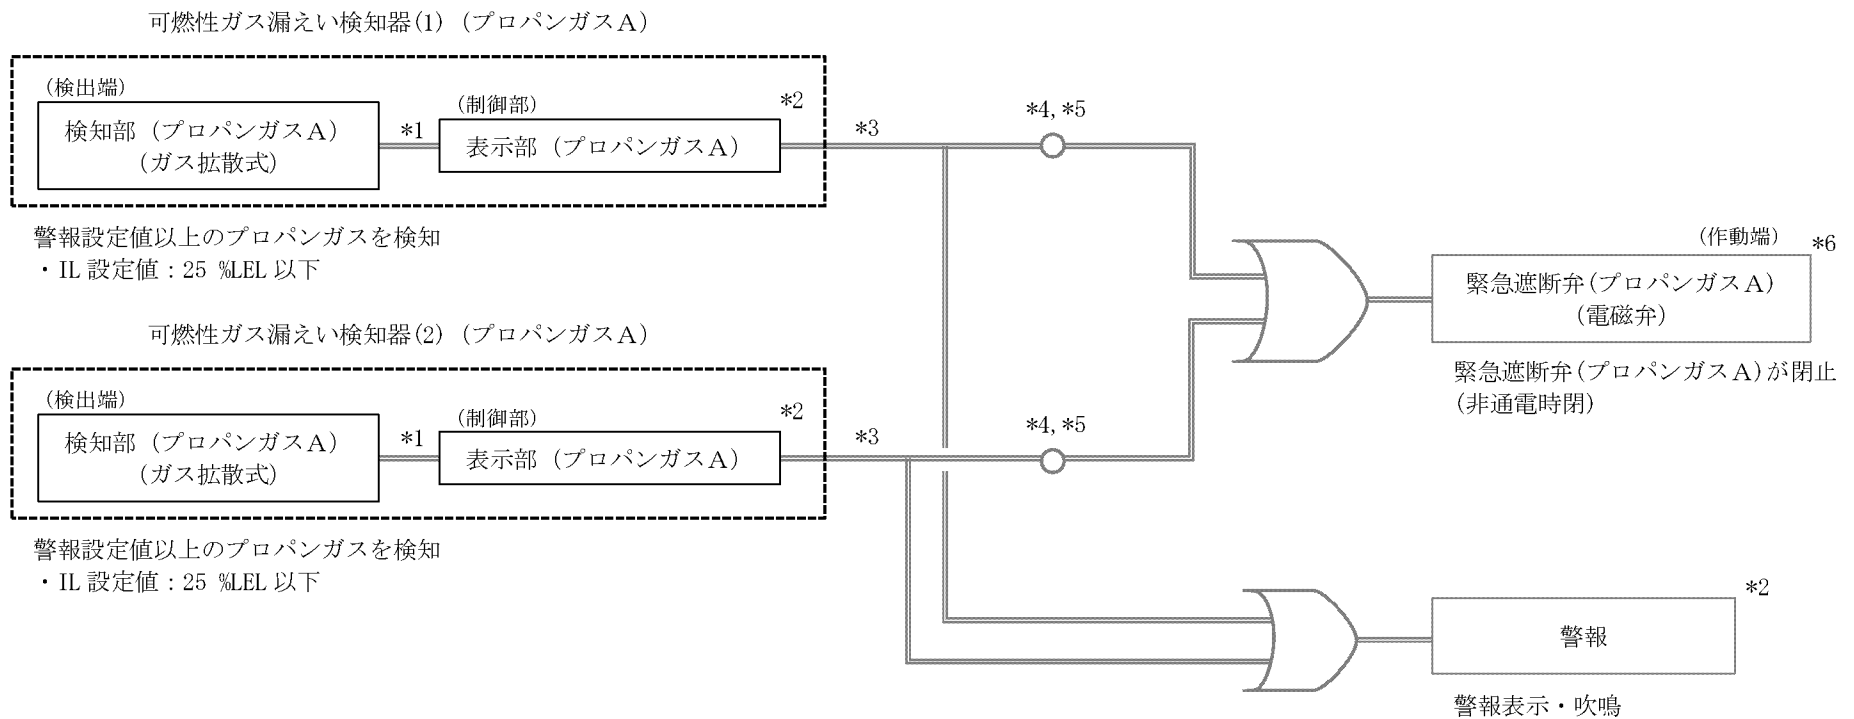 可燃性ガス漏えい検知器(1)（プロパンガスＡ）
（検出端）
検知部（プロパンガスＡ）
（ガス拡散式）
*1
（制御部）
表示部（プロパンガスＡ）
*2
*3
*4, *5
警報設定値以上のプロパンガスを検知
・IL 設定値：25 %LEL 以下
（作動端）
*6
緊急遮断弁(プロパンガスＡ)
（電磁弁）
緊急遮断弁(プロパンガスＡ)が閉止
（非通電時閉）
可燃性ガス漏えい検知器(2)（プロパンガスＡ）
（検出端）
検知部（プロパンガスＡ）
（ガス拡散式）
*1
（制御部）
表示部（プロパンガスＡ）
*2
*3
*4, *5
警報設定値以上のプロパンガスを検知
・IL 設定値：25 %LEL 以下
*2
警報
警報表示・吹鳴